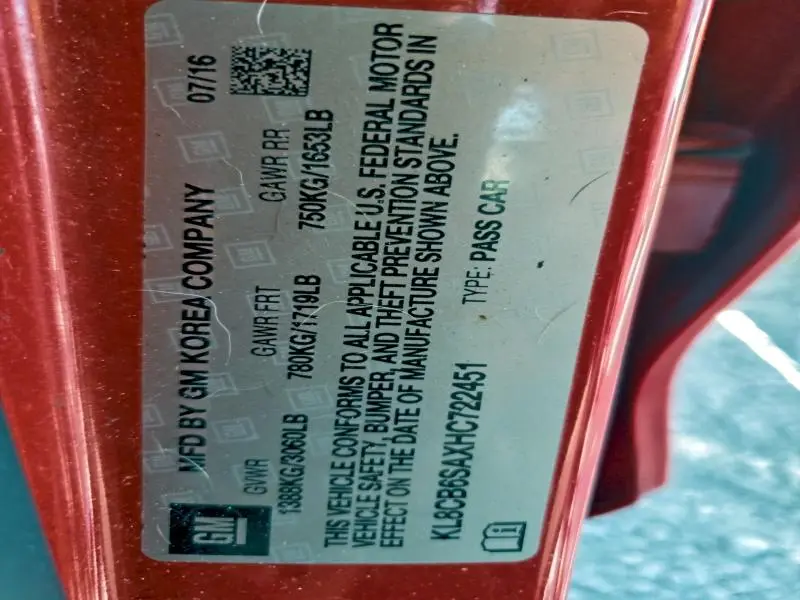 GM
MFD BY GM KOREA COMPANY 07/16
GVWR GAWR FRT GAWR RR
1388KG/3060LB 780KG/1719LB 750KG/1653LB
THIS VEHICLE CONFORMS TO ALL APPLICABLE U.S. FEDERAL MOTOR
VEHICLE SAFETY, BUMPER, AND THEFT PREVENTION STANDARDS IN
EFFECT ON THE DATE OF MANUFACTURE SHOWN ABOVE.
KL8CB6SAXHC722451 TYPE: PASS CAR